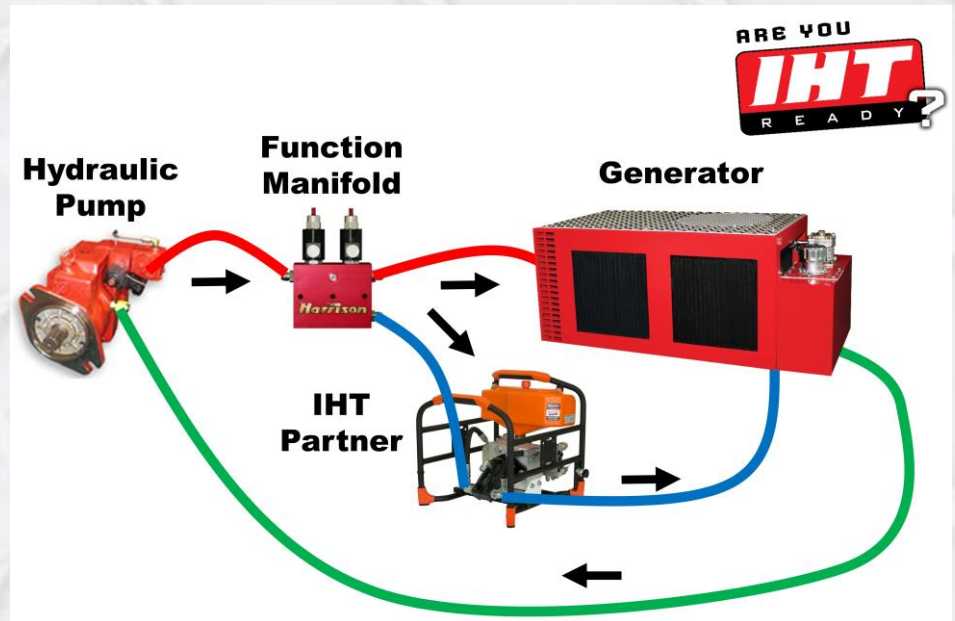 ARE YOU
IHT
READY?
Hydraulic
Pump
Function
Manifold
Generator
Harrison
IHT
Partner